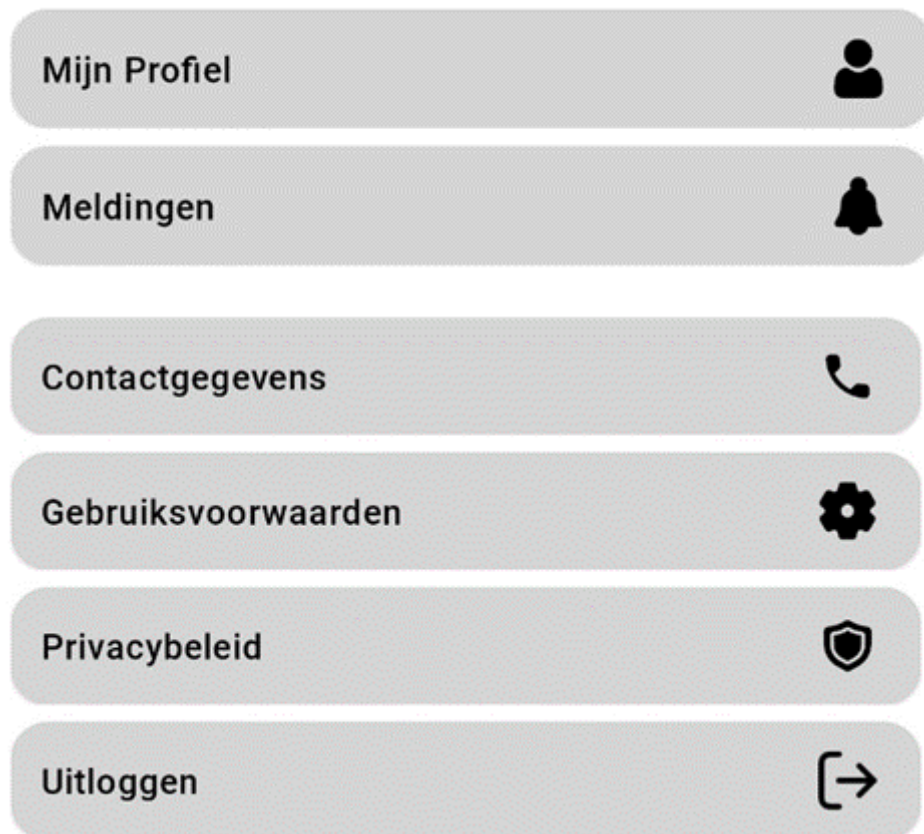 Mijn Profiel
Meldingen
Contactgegevens
Gebruiksvoorwaarden
Privacybeleid
Uitloggen